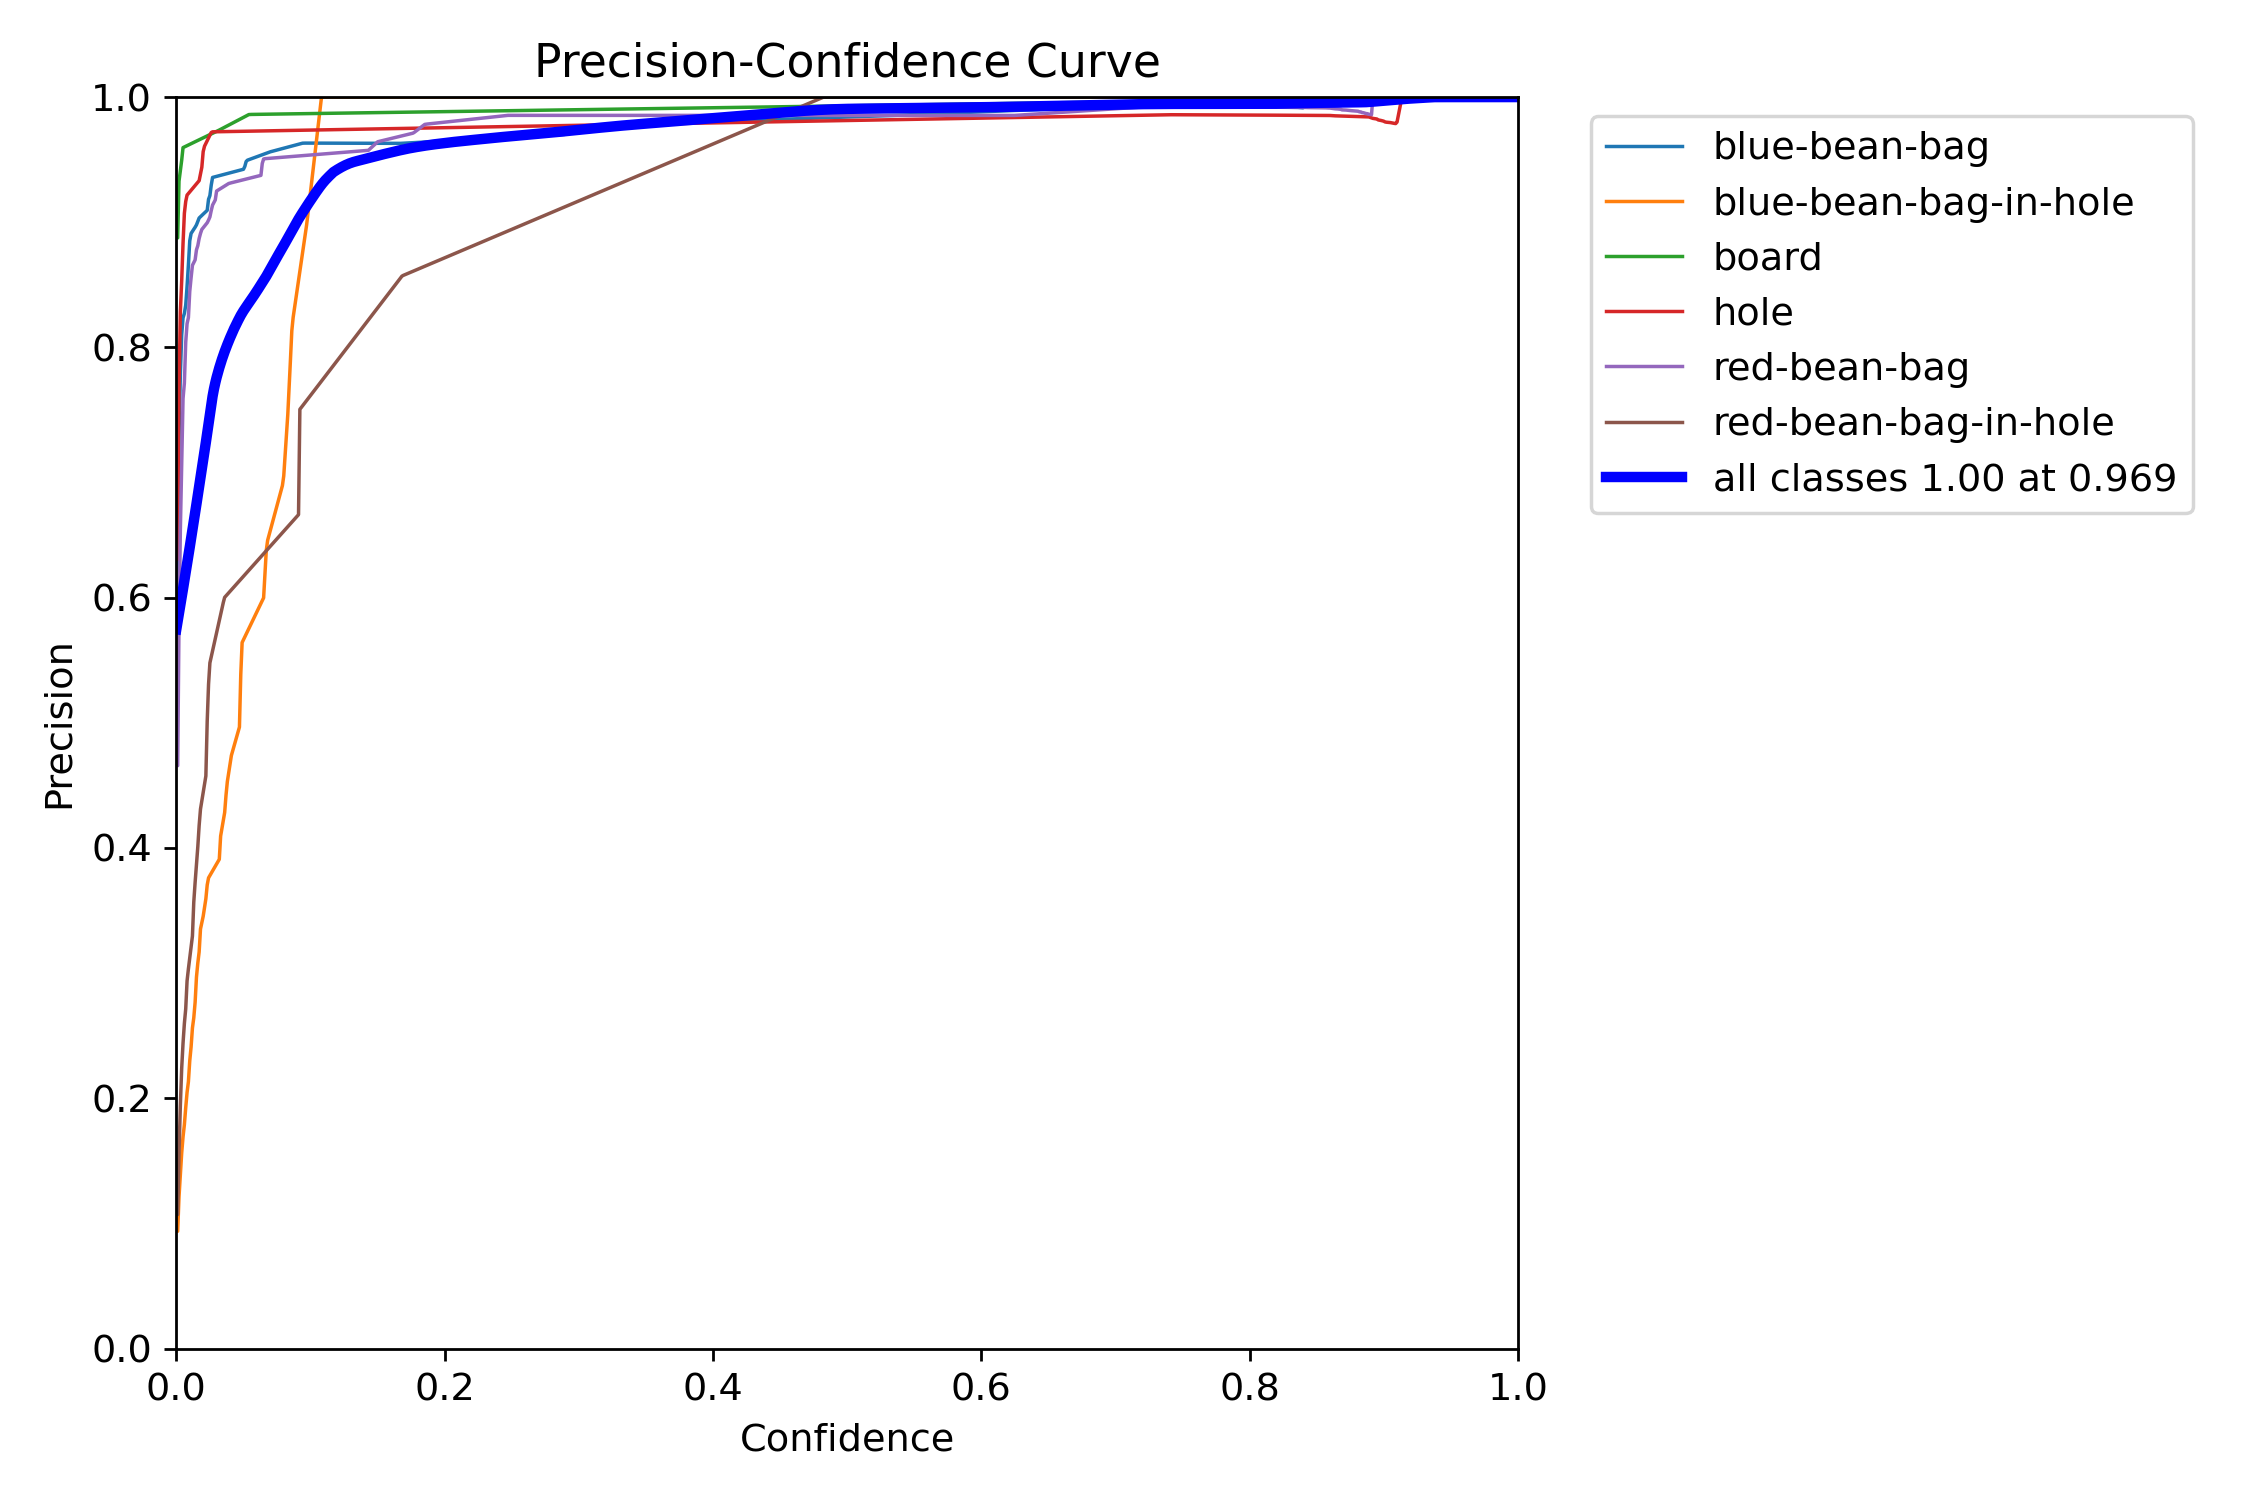 Precision-Confidence Curve
1.0
0.8
0.6
0.4
0.2
0.0
Precision
0.0 0.2 0.4 0.6 0.8 1.0
Confidence
blue-bean-bag
blue-bean-bag-in-hole
board
hole
red-bean-bag
red-bean-bag-in-hole
all classes 1.00 at 0.969